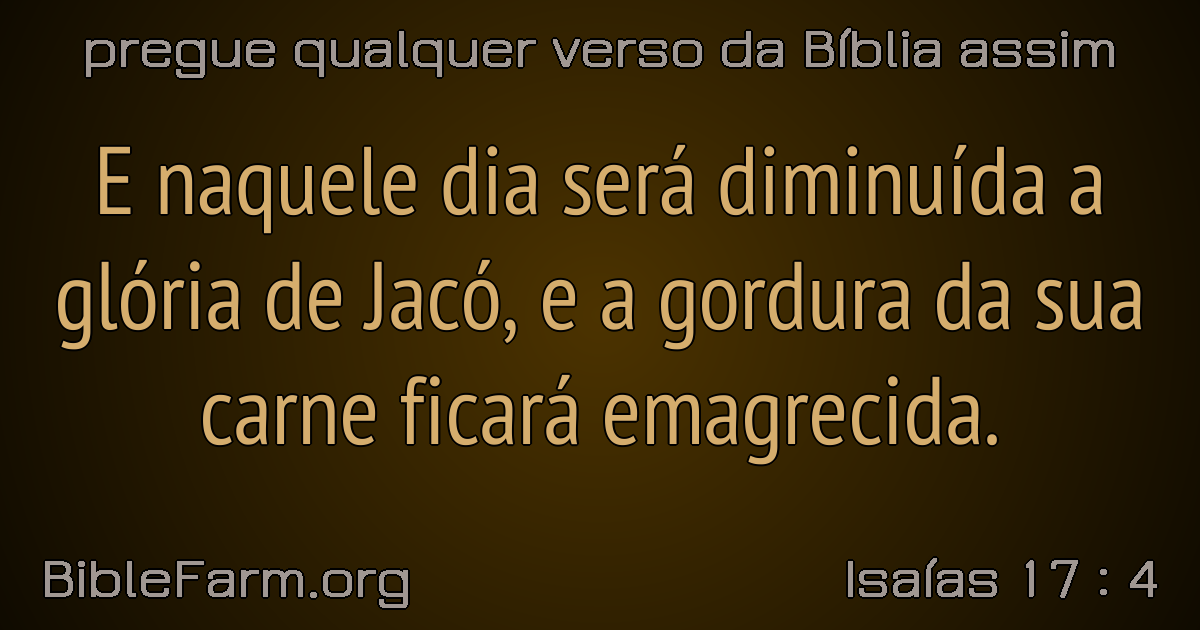 pregue qualquer verso da Bíblia assim
E naquele dia será diminuída a
glória de Jacó, e a gordura da sua
carne ficará emagrecida.
BibleFarm.org
Isaías 17 : 4